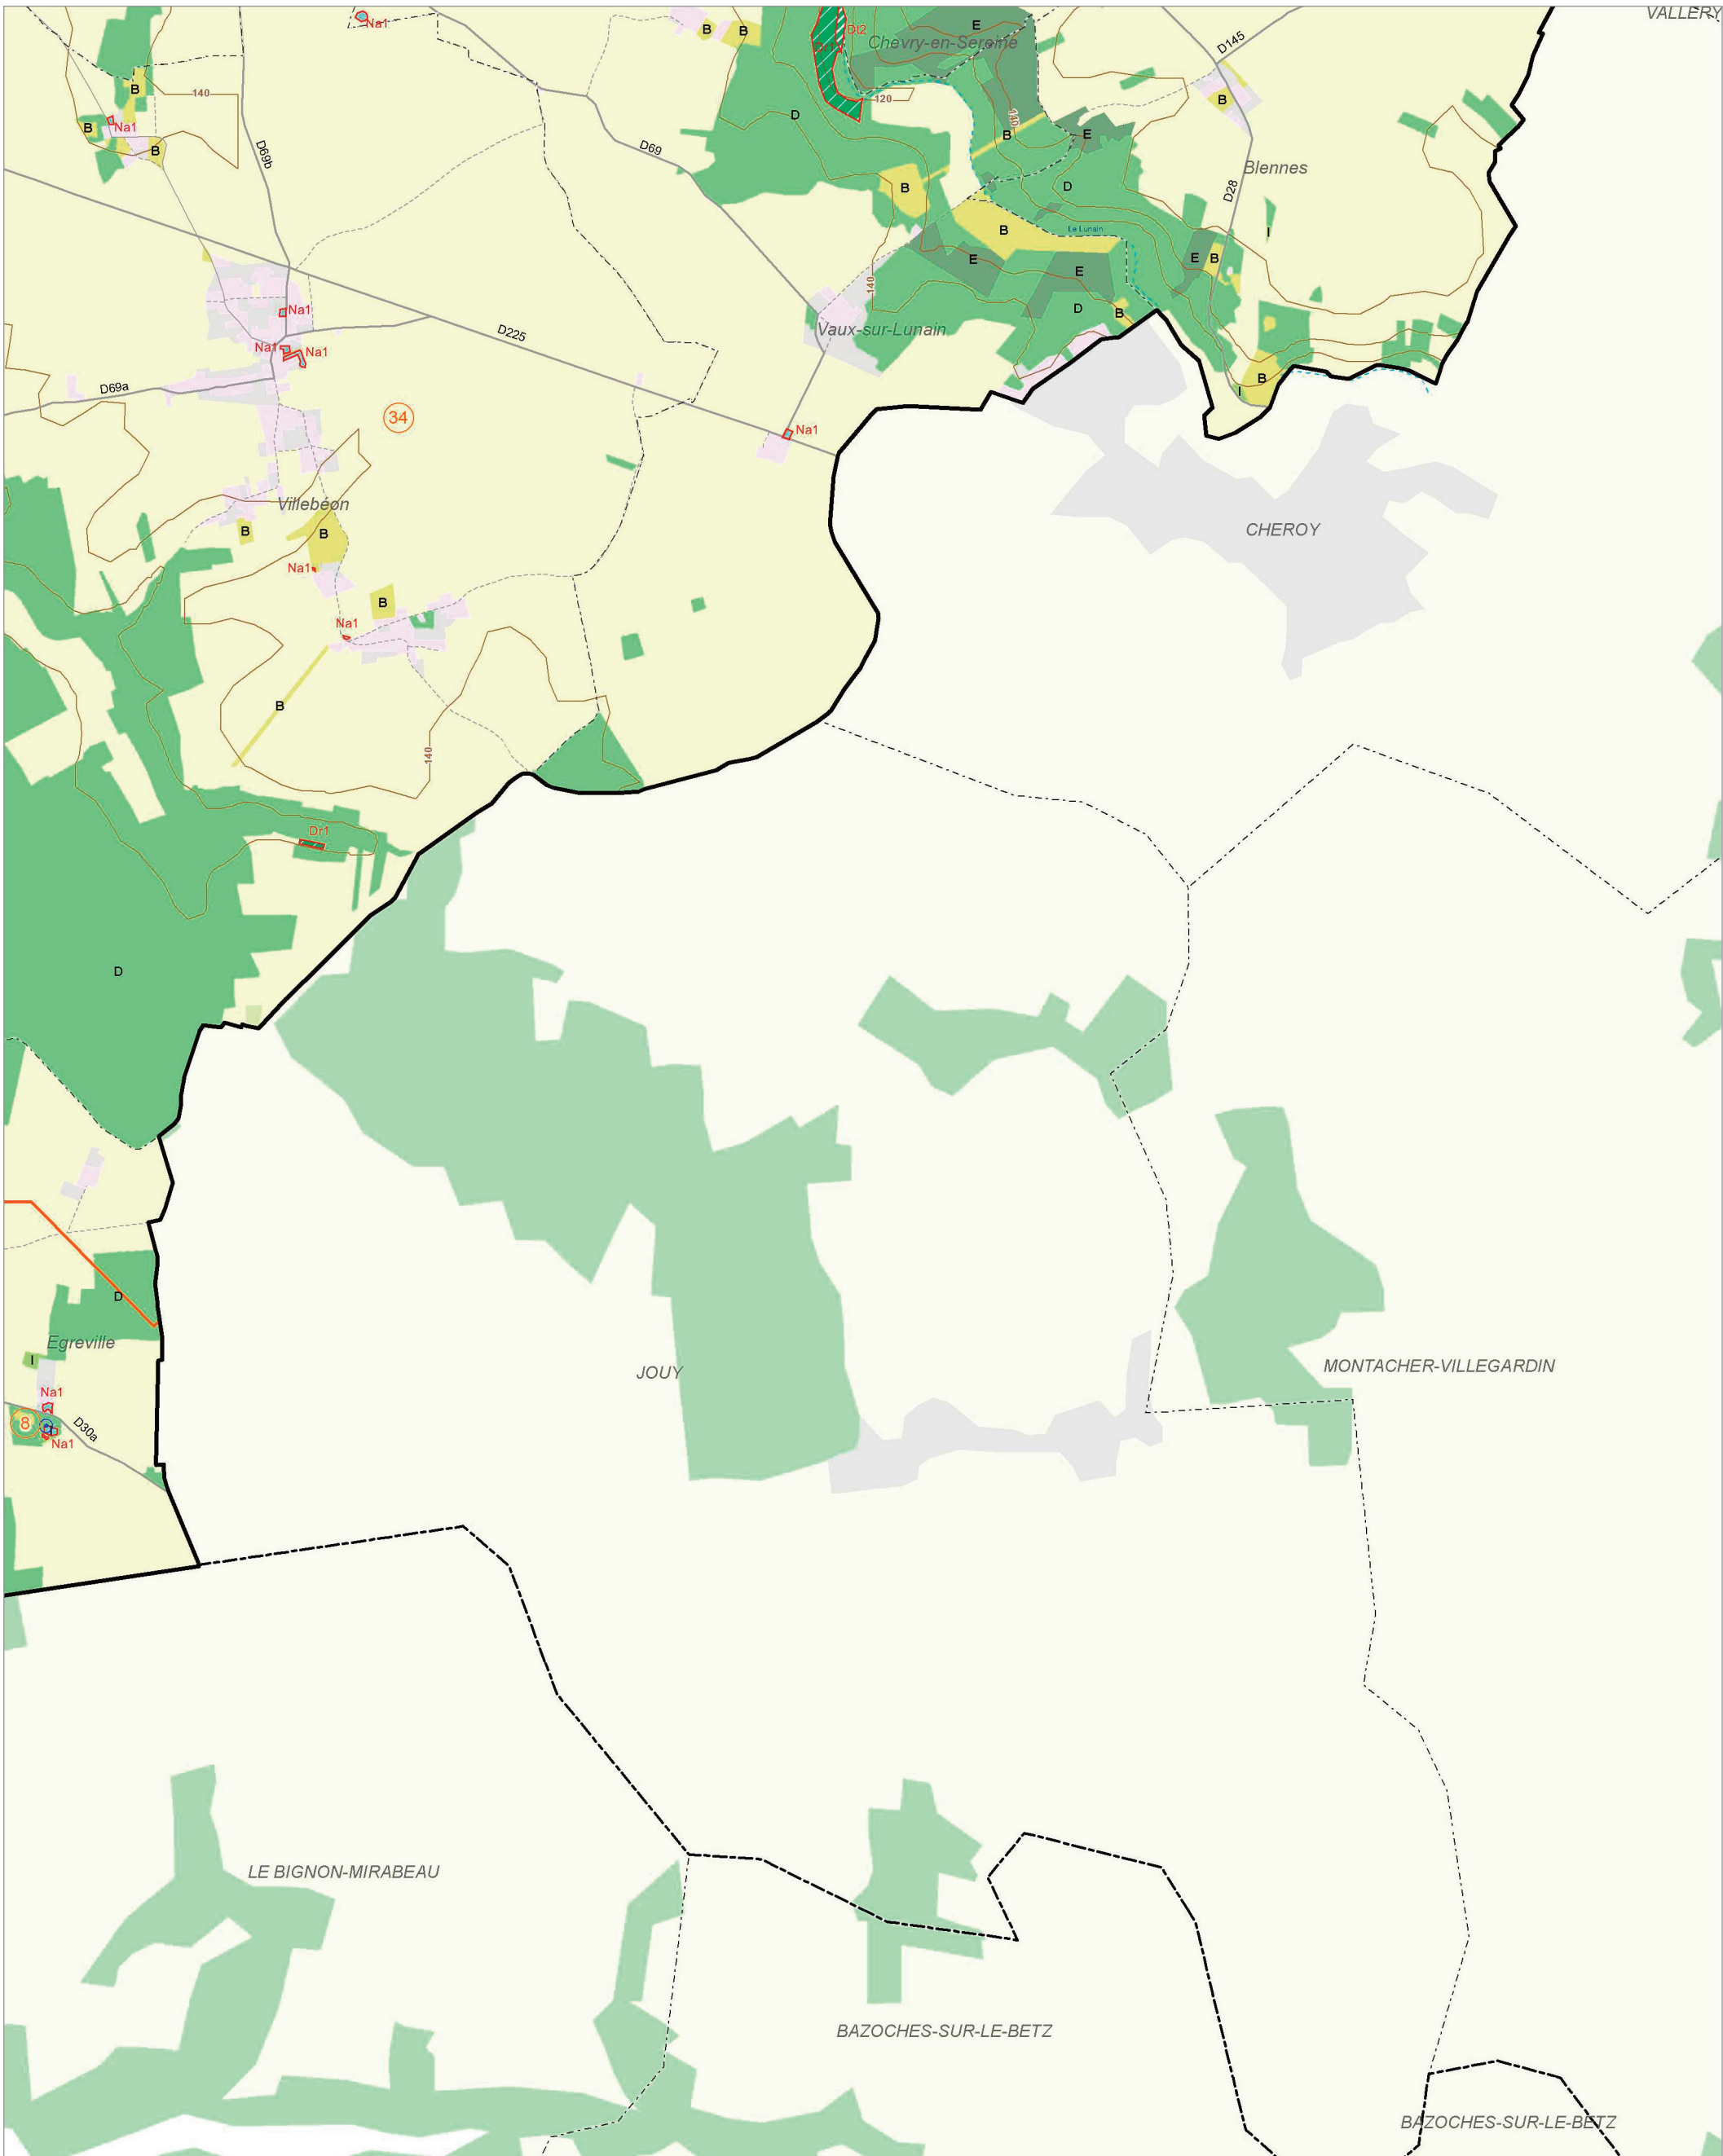 VALLERY
Na1
B
B
Dr1
Dl2
E
Chevry-en-Sereine
D145
B
140
B
120
140
B
B
Na1
D
B
E
B
D69b
D69
Blennes
B
D
D28
B
Le Lunain
I
E
E
E
B
140
Na1
D
B
Vaux-sur-Lunain
D225
Na1
Na1
D69a
B
I
34
Na1
Villebéon
B
B
CHEROY
Na1
B
Na1
B
140
Dr1
D
D
Egreville
I
JOUY
MONTACHER-VILLEGARDIN
Na1
8
D30a
Na1
LE BIGNON-MIRABEAU
BAZOCHES-SUR-LE-BETZ
BAZOCHES-SUR-LE-BETZ